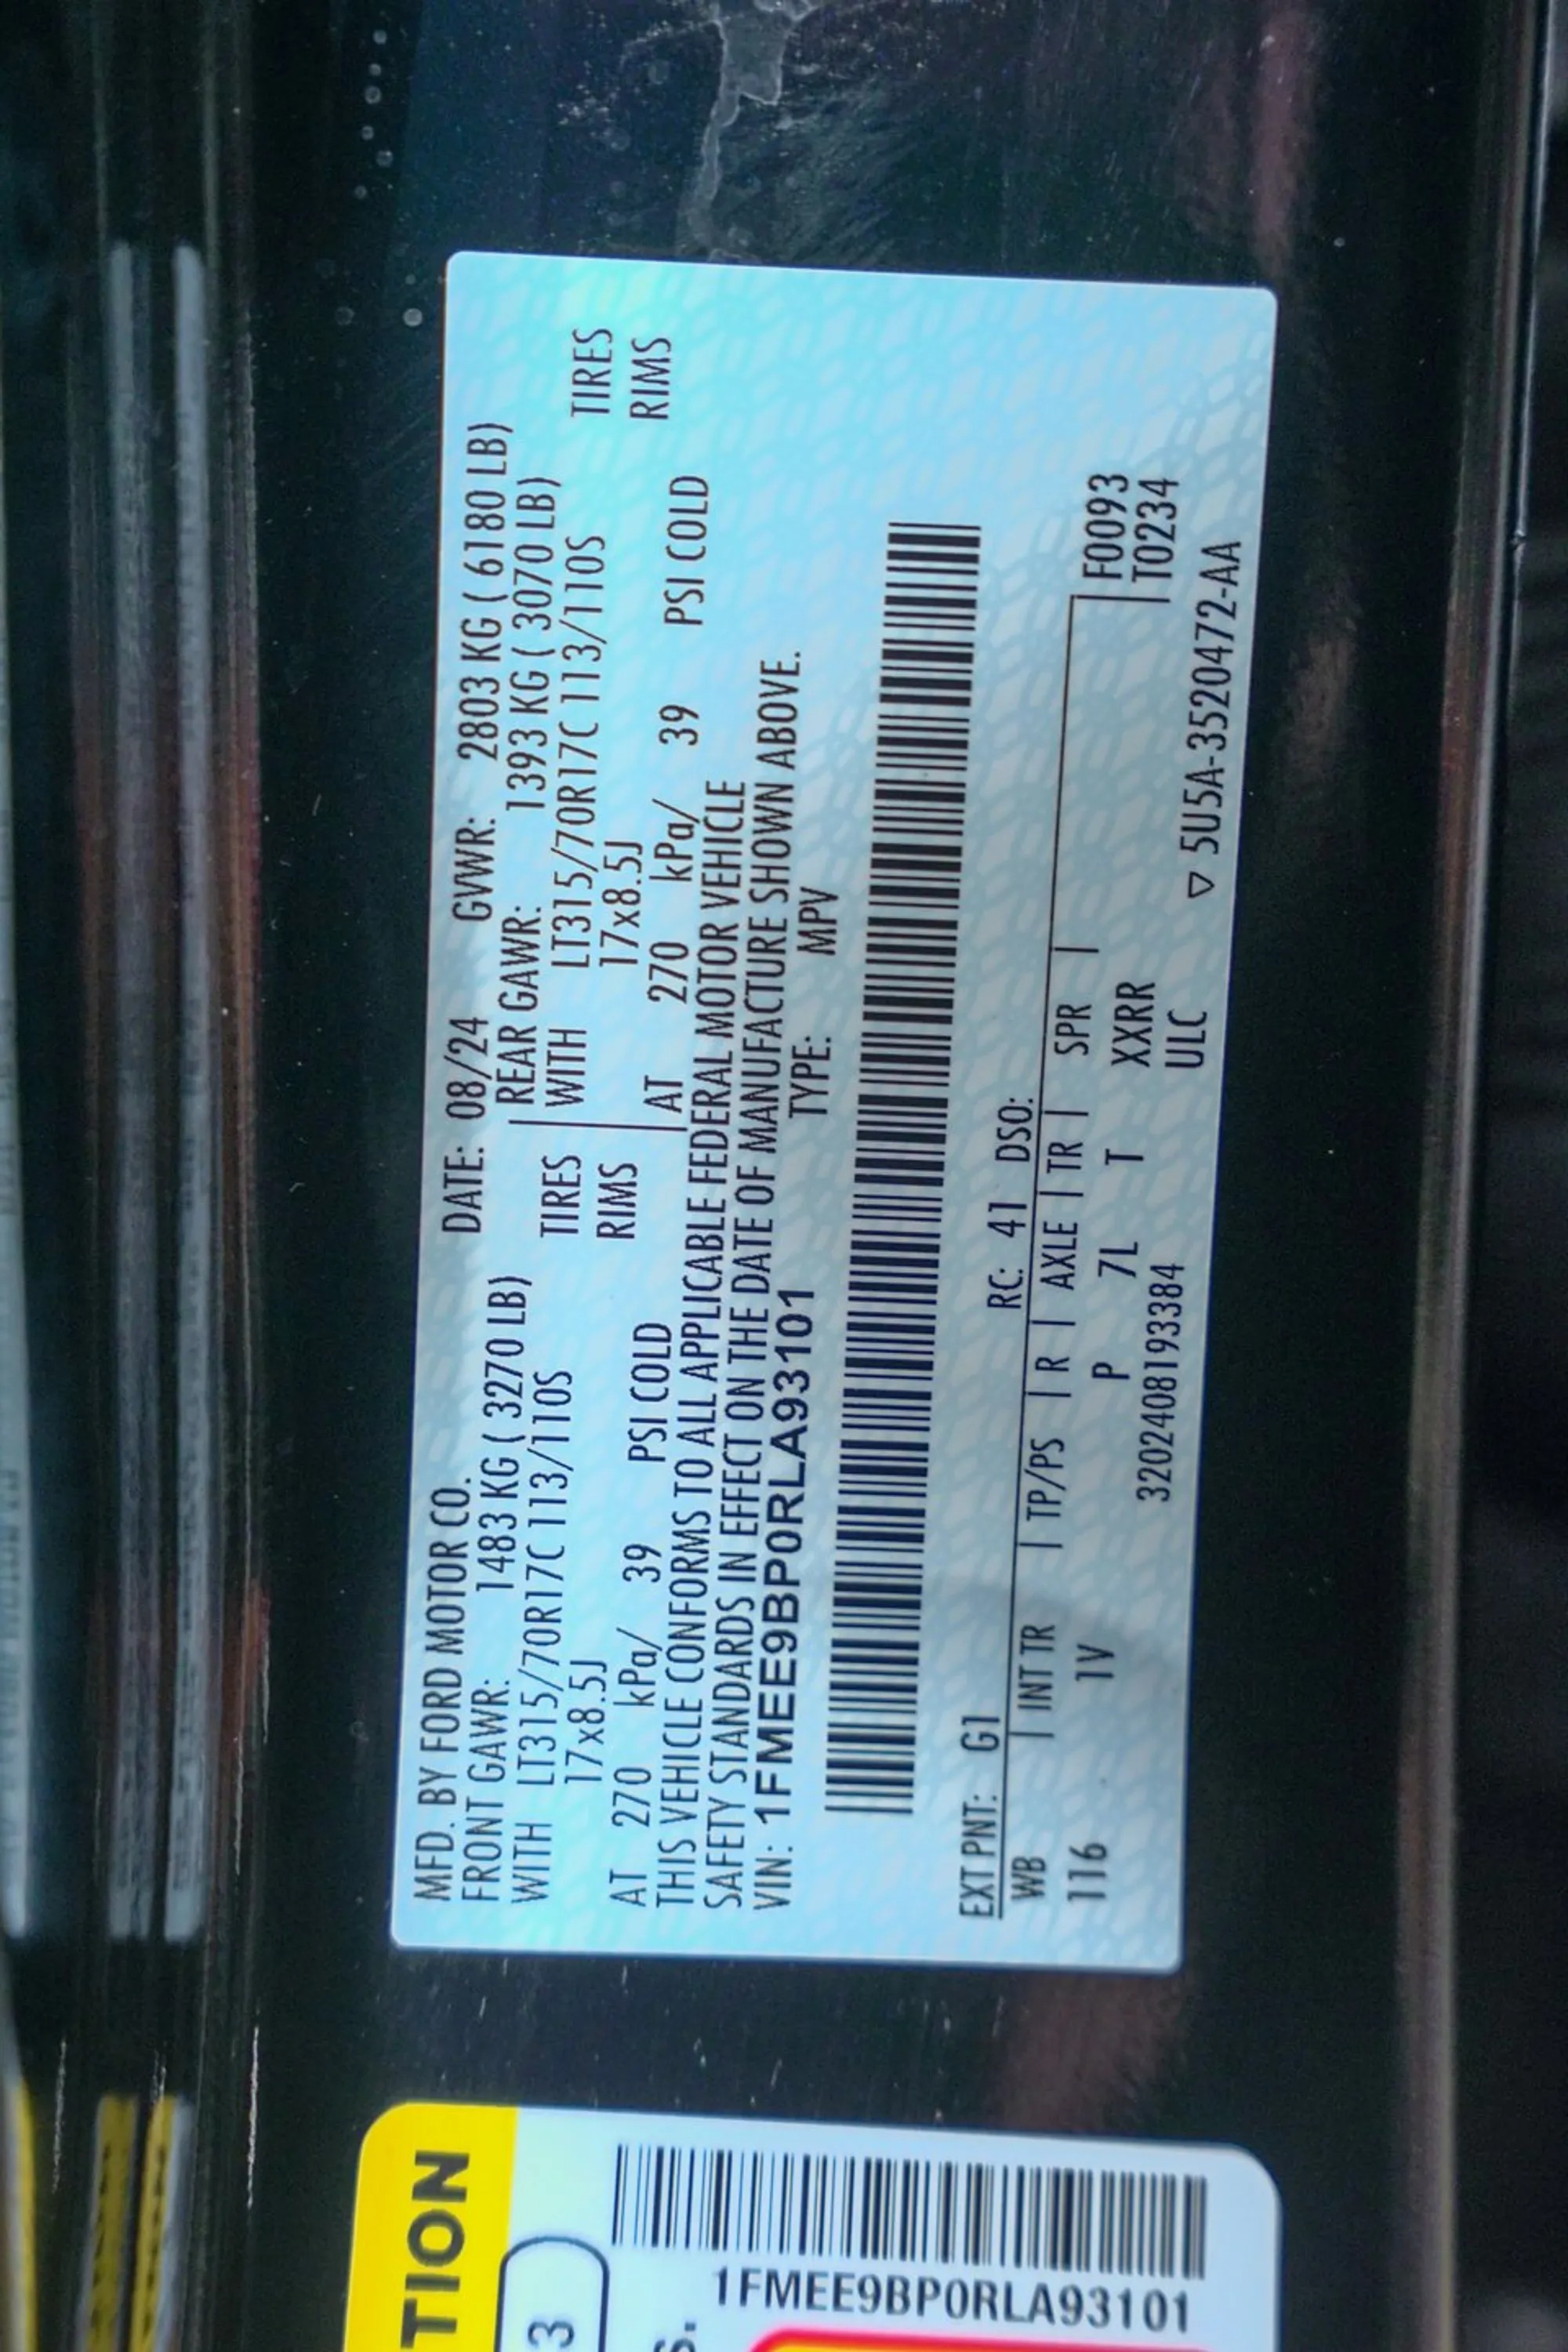 MFD. BY FORD MOTOR CO. DATE: 08/24 GVWR: 2803 KG ( 6180 LB)
FRONT GAWR: 1483 KG ( 3270 LB) | REAR GAWR: 1393 KG ( 3070 LB)
WITH LT315/70R17C 113/110S TIRES | WITH LT315/70R17C 113/110S TIRES
17x8.5J RIMS 17x8.5J RIMS
AT 270 kPa/ 39 PSI COLD | AT 270 kPa/ 39 PSI COLD
THIS VEHICLE CONFORMS TO ALL APPLICABLE FEDERAL MOTOR VEHICLE
SAFETY STANDARDS IN EFFECT ON THE DATE OF MANUFACTURE SHOWN ABOVE.
VIN: 1FMEE9BP0RLA93101 TYPE: MPV
EXT PNT: G1 RC: 41 DSO:
WB | INT TR | TP/PS | R | AXLE | TR | SPR | F0093
116 1V P 7L T XXRR T0234
320240819338​4 ULC ▽ 5U5A-3520472-AA
TION
3
S.
1FMEE9BP0RLA93101